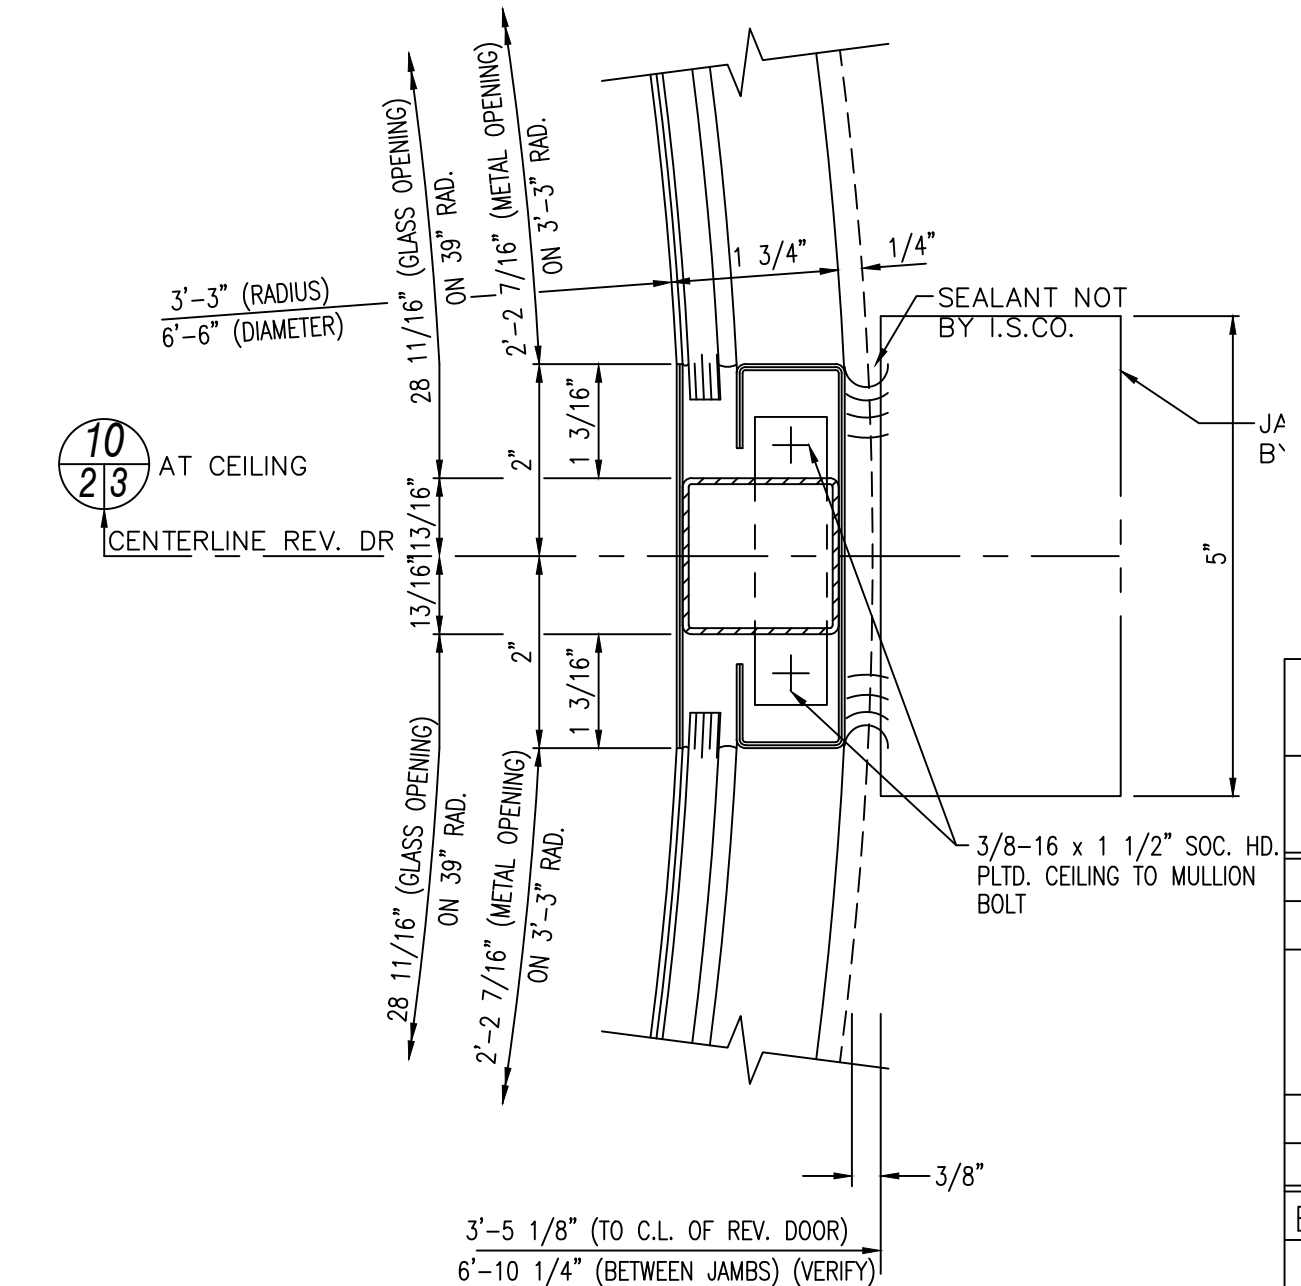 28 11/16" (GLASS OPENING)
ON 39" RAD.
2'-2 7/16" (METAL OPENING)
ON 3'-3" RAD.
1 3/4"
1/4"
3'-3" (RADIUS)
6'-6" (DIAMETER)
SEALANT NOT
BY I.S.CO.
10
2 3
AT CEILING
CENTERLINE REV. DR
1 3/16"
2"
13/16"
13/16"
2"
1 3/16"
5"
28 11/16" (GLASS OPENING)
ON 39" RAD.
2'-2 7/16" (METAL OPENING)
ON 3'-3" RAD.
3/8-16 x 1 1/2" SOC. HD.
PLTD. CEILING TO MULLION
BOLT
3/8"
3'-5 1/8" (TO C.L. OF REV. DOOR)
6'-10 1/4" (BETWEEN JAMBS) (VERIFY)